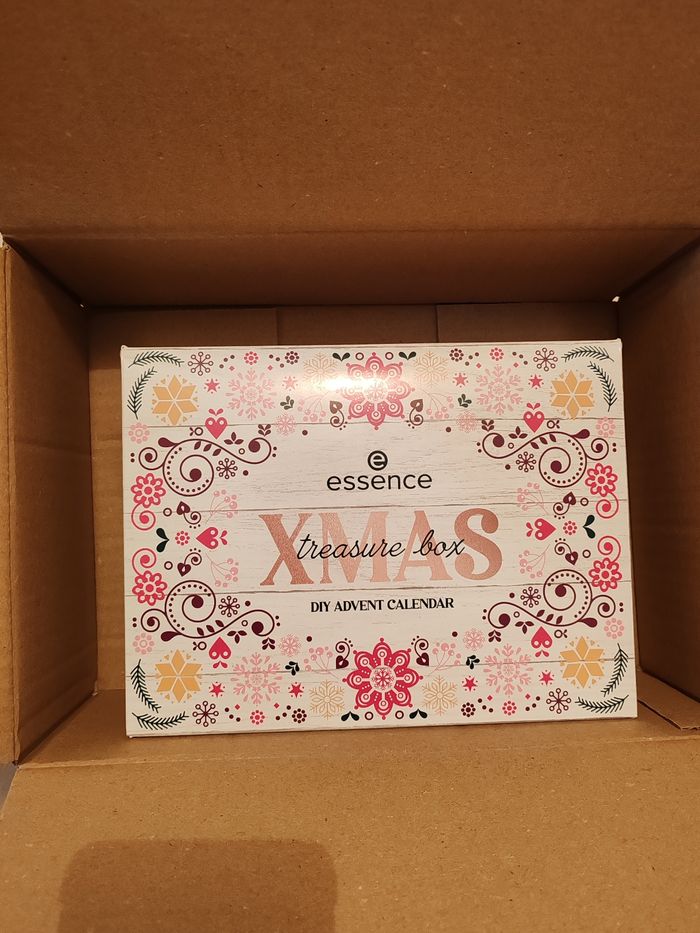 essence
XMAS
treasure box
DIY ADVENT CALENDAR